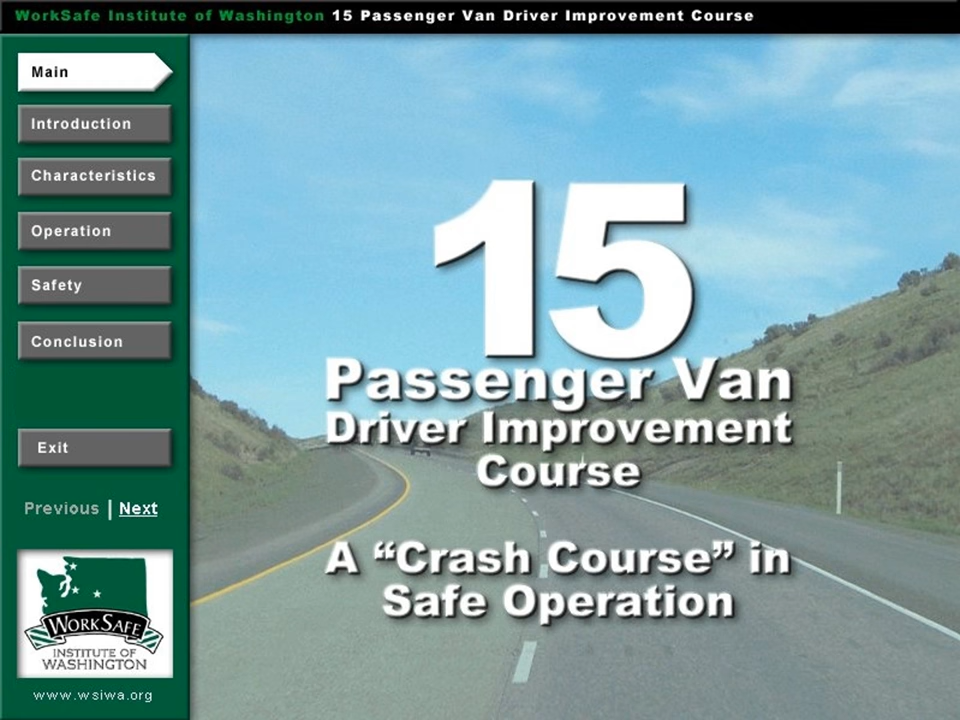 WorkSafe Institute of Washington 15 Passenger Van Driver Improvement Course
Main
Introduction
Characteristics
Operation
Safety
Conclusion
Exit
Previous | Next
WORKSAFE
INSTITUTE OF
WASHINGTON
www.wsiwa.org
15
Passenger Van
Driver Improvement
Course
A “Crash Course” in
Safe Operation